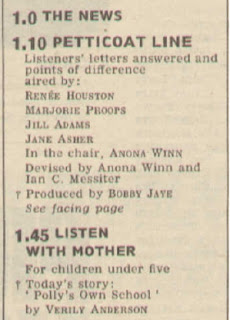 1.0 THE NEWS
1.10 PETTICOAT LINE
Listeners' letters answered and
points of difference
aired by:
RENÉE HOUSTON
MARJORIE PROOPS
JILL ADAMS
JANE ASHER
In the chair, ANONA WINN
Devised by Anona Winn and
Ian C. Messiter
† Produced by BOBBY JAYE
See facing page
1.45 LISTEN
WITH MOTHER
For children under five
† Today's story:
' Polly's Own School '
by VERILY ANDERSON